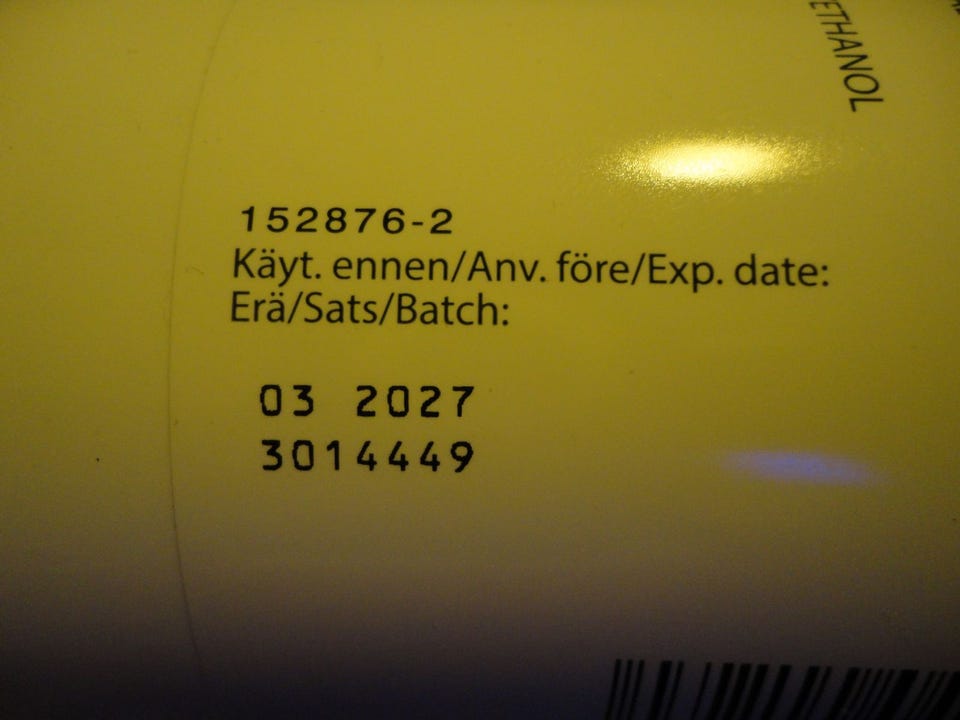 ETHANOL
152876-2
Käyt. ennen/Anv. före/Exp. date:
Erä/Sats/Batch:
03 2027
3014449